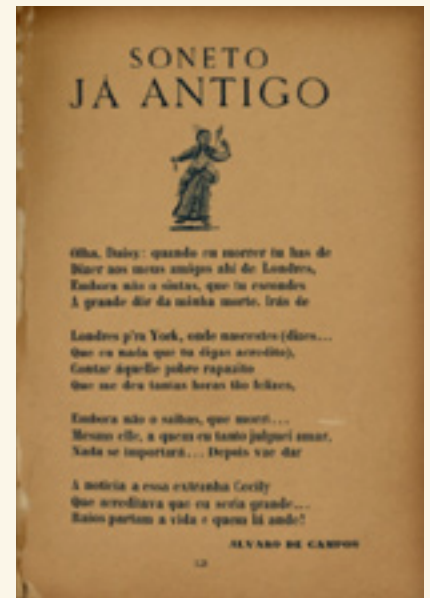 SONETO
JÁ ANTIGO
Olha, Daisy: quando eu morrer tu has de
Dizer aos meus amigos ahi de Londres,
Embora não o sintas, que tu escondes
A grande dôr da minha morte. Irás de
Londres p'ra York, onde nasceste (dizes...
Que eu nada que tu digas acredito),
Contar áquelle pobre rapazito
Que me deu tantas horas tão felizes,
Embora não o saibas, que morri...
Mesmo elle, a quem eu tanto julguei amar,
Nada se importará... Depois vae dar
A noticia a essa extranha Cecily
Que acreditava que eu seria grande...
Raios partam a vida e quem lá ande!
ALVARO DE CAMPOS